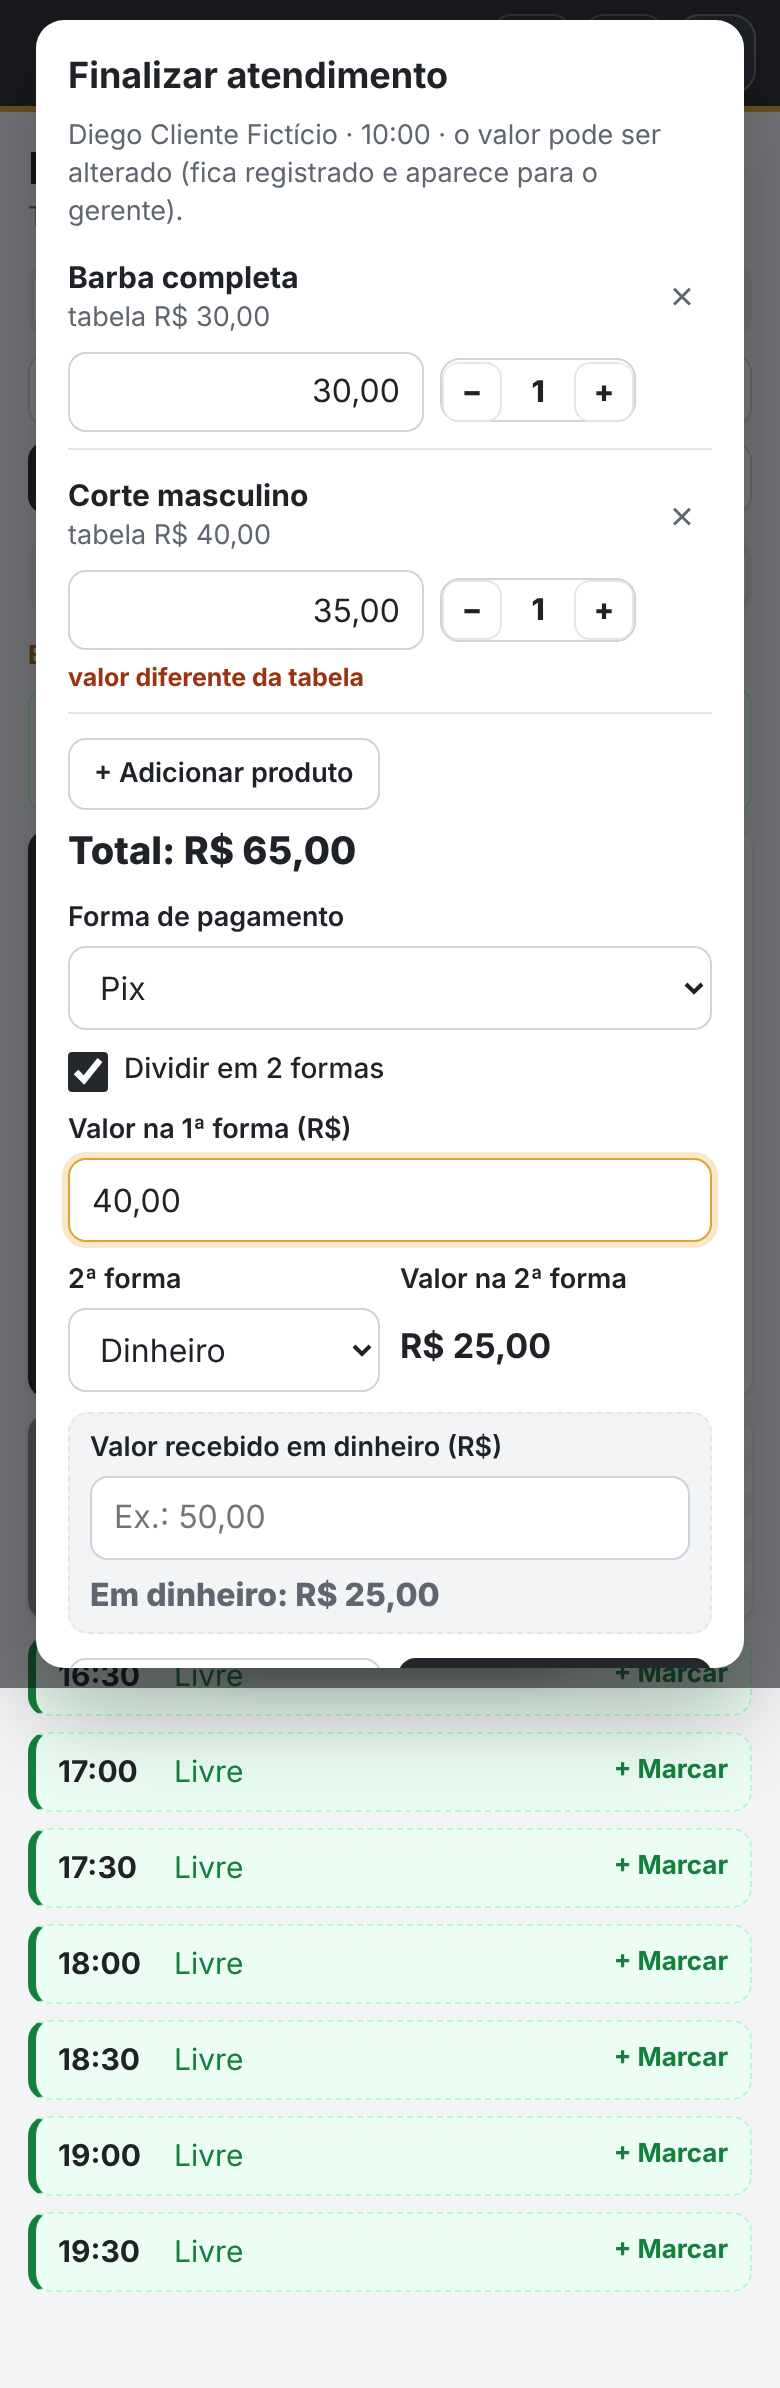 Finalizar atendimento
Diego Cliente Fictício · 10:00 · o valor pode ser
alterado (fica registrado e aparece para o
gerente).
Barba completa
tabela R$ 30,00
×
30,00
− 1 +
Corte masculino
tabela R$ 40,00
×
35,00
− 1 +
valor diferente da tabela
+ Adicionar produto
Total: R$ 65,00
Forma de pagamento
Pix
Dividir em 2 formas
Valor na 1ª forma (R$)
40,00
2ª forma Valor na 2ª forma
Dinheiro R$ 25,00
Valor recebido em dinheiro (R$)
Ex.: 50,00
Em dinheiro: R$ 25,00
16:30 Livre + Marcar
17:00 Livre + Marcar
17:30 Livre + Marcar
18:00 Livre + Marcar
18:30 Livre + Marcar
19:00 Livre + Marcar
19:30 Livre + Marcar